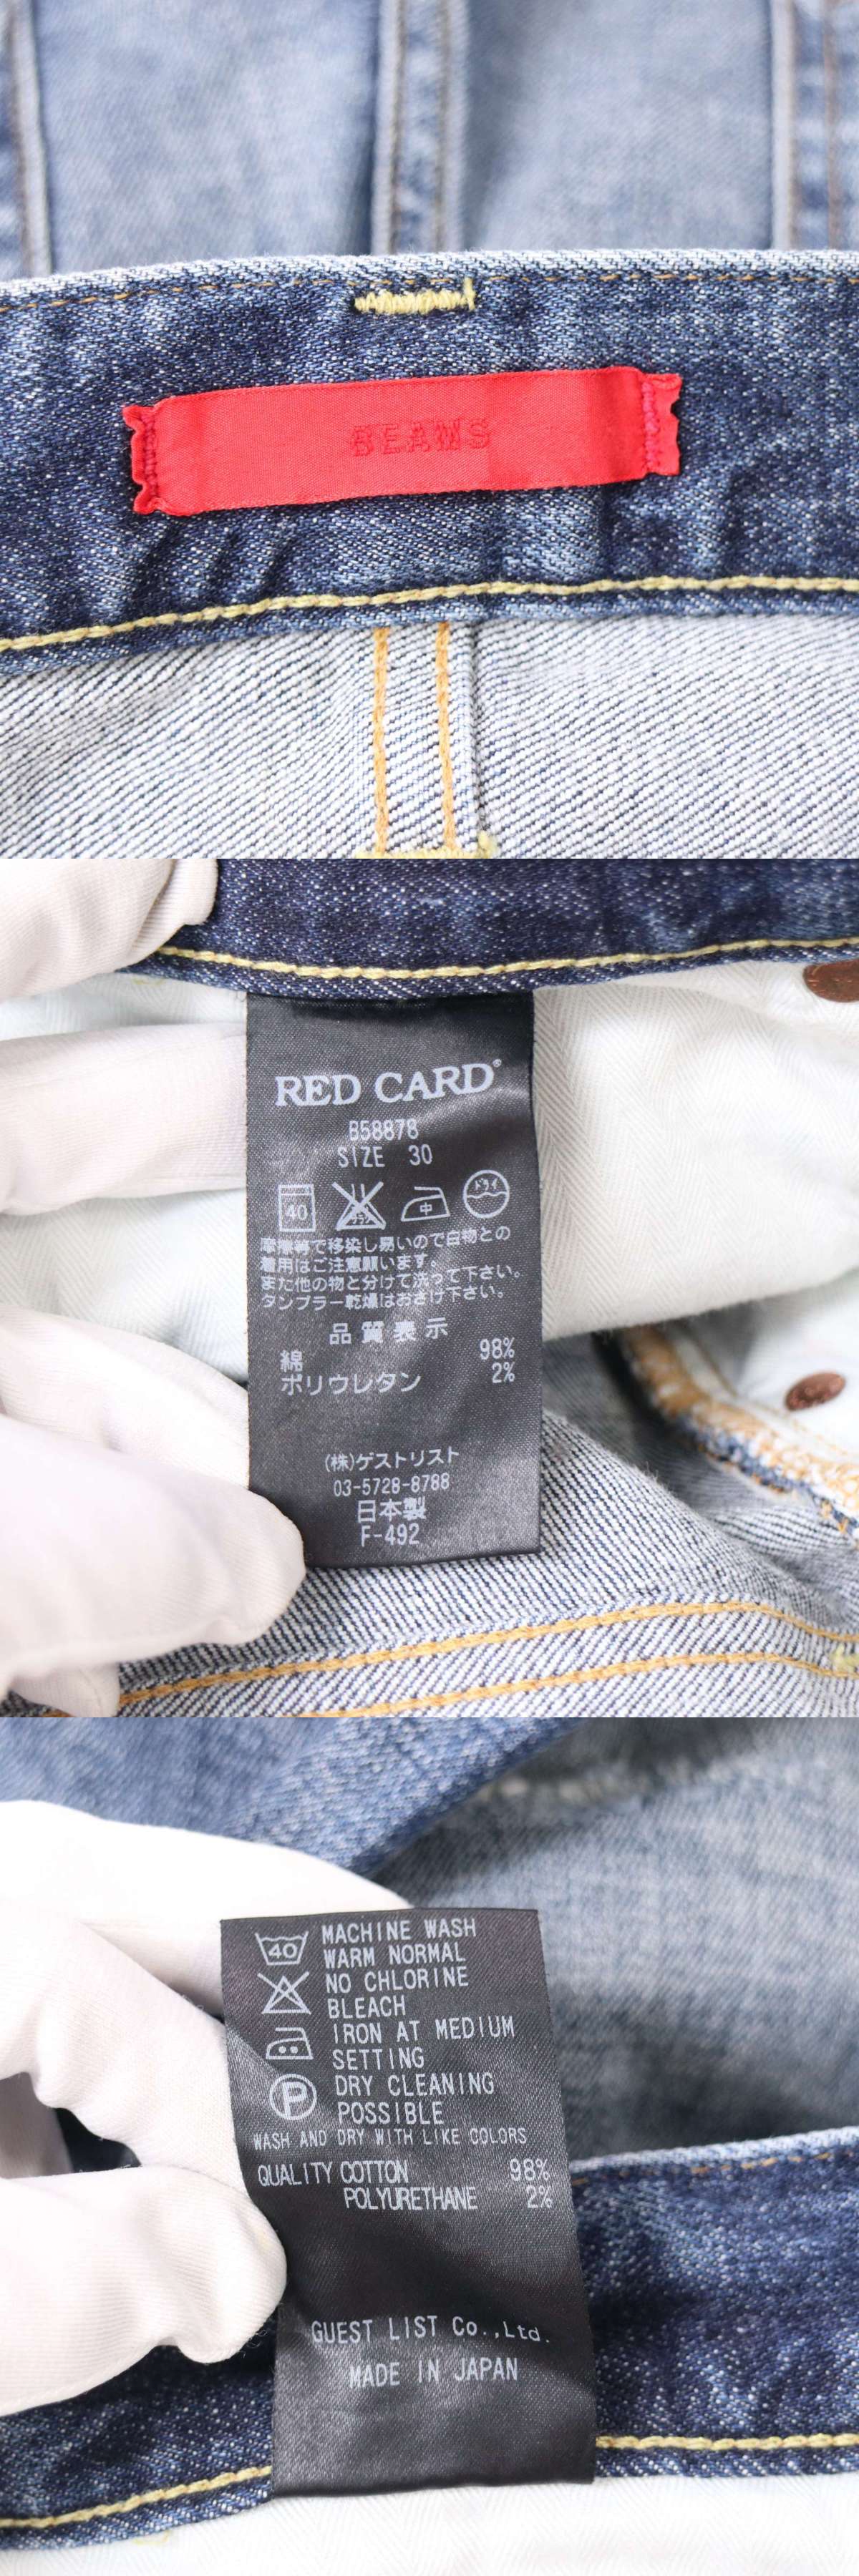 BEAMS
RED CARD®
B58878
SIZE 30
40
ドライ
中
摩擦等で移染し易いので白物との
着用はご注意願います。
また他の物と分けて洗って下さい。
タンブラー乾燥はおさけ下さい。
品質表示
綿 98%
ポリウレタン 2%
(株)ゲストリスト
03-5728-8788
日本製
F-492
40 MACHINE WASH
WARM NORMAL
NO CHLORINE
BLEACH
IRON AT MEDIUM
SETTING
P DRY CLEANING
POSSIBLE
WASH AND DRY WITH LIKE COLORS
QUALITY COTTON 98%
POLYURETHANE 2%
GUEST LIST Co.,Ltd.
MADE IN JAPAN